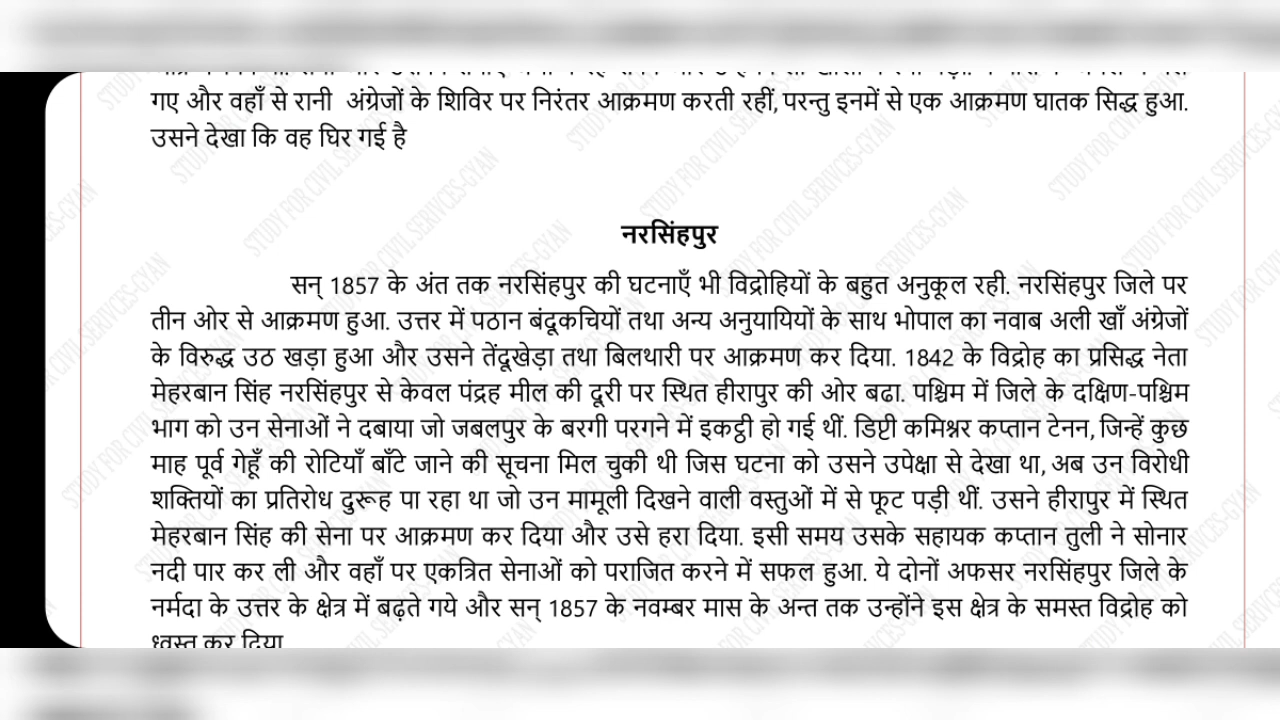 गए और वहाँ से रानी अंग्रेजों के शिविर पर निरंतर आक्रमण करती रहीं, परन्तु इनमें से एक आक्रमण घातक सिद्ध हुआ.
उसने देखा कि वह घिर गई है
नरसिंहपुर
सन् 1857 के अंत तक नरसिंहपुर की घटनाएँ भी विद्रोहियों के बहुत अनुकूल रही. नरसिंहपुर जिले पर
तीन ओर से आक्रमण हुआ. उत्तर में पठान बंदूकचियों तथा अन्य अनुयायियों के साथ भोपाल का नवाब अली खाँ अंग्रेजों
के विरुद्ध उठ खड़ा हुआ और उसने तेंदूखेड़ा तथा बिलथारी पर आक्रमण कर दिया. 1842 के विद्रोह का प्रसिद्ध नेता
मेहरबान सिंह नरसिंहपुर से केवल पंद्रह मील की दूरी पर स्थित हीरापुर की ओर बढा. पश्चिम में जिले के दक्षिण-पश्चिम
भाग को उन सेनाओं ने दबाया जो जबलपुर के बरगी परगने में इकट्ठी हो गई थीं. डिप्टी कमिश्नर कप्तान टेनन, जिन्हें कुछ
माह पूर्व गेहूँ की रोटियाँ बाँटे जाने की सूचना मिल चुकी थी जिस घटना को उसने उपेक्षा से देखा था, अब उन विरोधी
शक्तियों का प्रतिरोध दुरूह पा रहा था जो उन मामूली दिखने वाली वस्तुओं में से फूट पड़ी थीं. उसने हीरापुर में स्थित
मेहरबान सिंह की सेना पर आक्रमण कर दिया और उसे हरा दिया. इसी समय उसके सहायक कप्तान तुली ने सोनार
नदी पार कर ली और वहाँ पर एकत्रित सेनाओं को पराजित करने में सफल हुआ. ये दोनों अफसर नरसिंहपुर जिले के
नर्मदा के उत्तर के क्षेत्र में बढ़ते गये और सन् 1857 के नवम्बर मास के अन्त तक उन्होंने इस क्षेत्र के समस्त विद्रोह को
ध्वस्त कर दिया
STUDY FOR CIVIL SERIVCES-GYAN